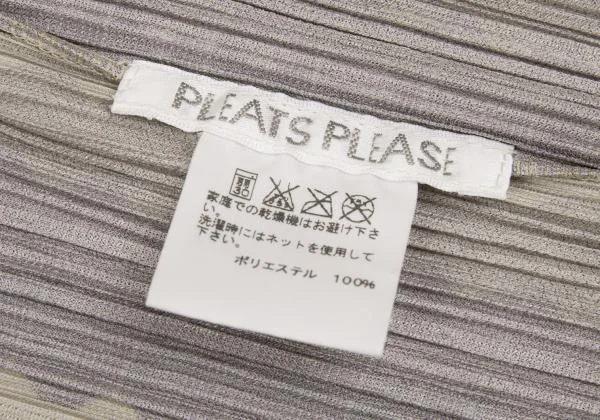 PLEATS PLEASE
家庭での乾燥機はお避け下さ
い。
洗濯時にはネットを使用して
下さい。
ポリエステル 100%